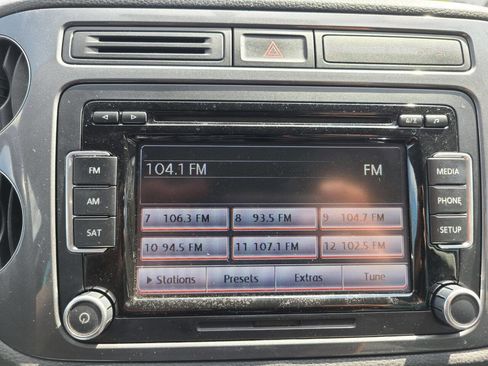 104.1 FM FM
FM
AM
SAT
MEDIA
PHONE
SETUP
7 106.3 FM 8 93.5 FM 9 104.7 FM
10 94.5 FM 11 107.1 FM 12 102.5 FM
Stations Presets Extras Tune